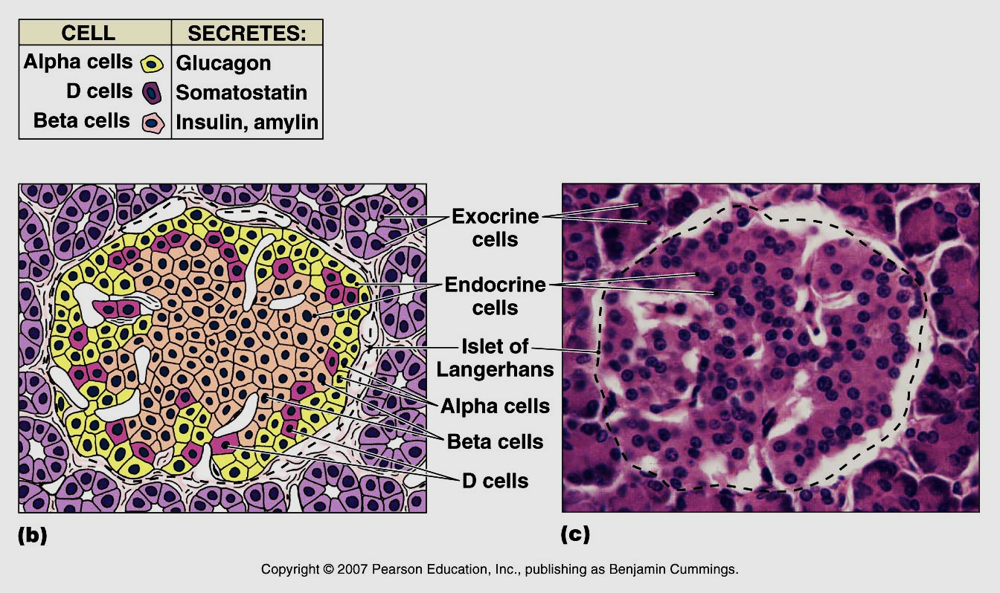 CELL SECRETES:
Alpha cells Glucagon
D cells Somatostatin
Beta cells Insulin, amylin
Exocrine
cells
Endocrine
cells
Islet of
Langerhans
Alpha cells
Beta cells
D cells
(b)
(c)
Copyright © 2007 Pearson Education, Inc., publishing as Benjamin Cummings.